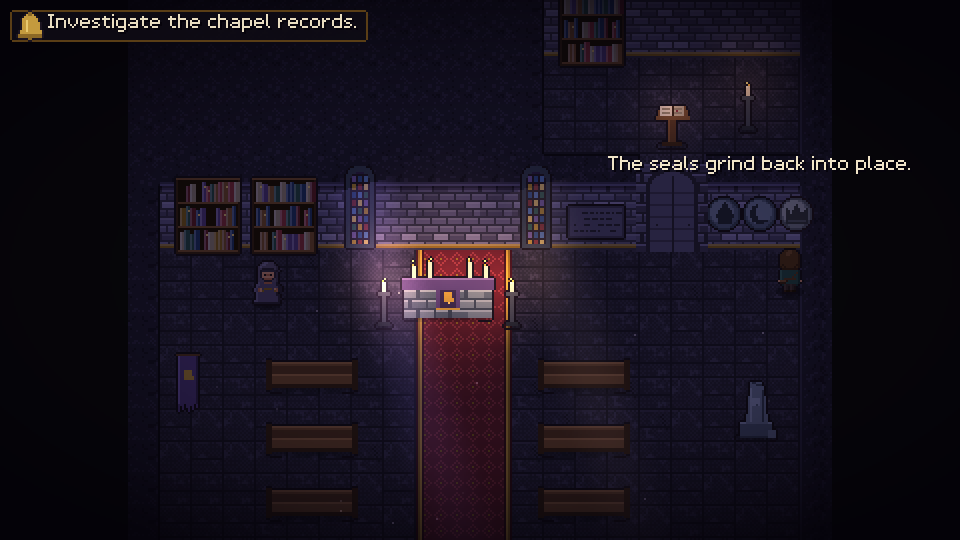 Investigate the chapel records.
The seals grind back into place.